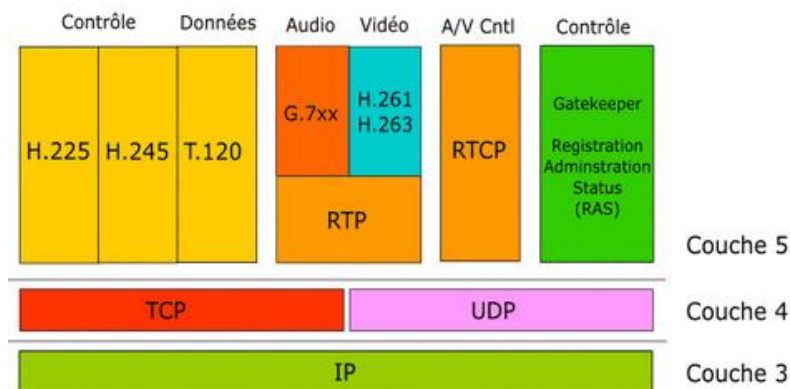 Contrôle Données Audio Vidéo A/V Cntl Contrôle
H.225 H.245 T.120
G.7xx
H.261
H.263
RTP
RTCP
Gatekeeper
Registration
Adminstration
Status
(RAS)
Couche 5
TCP UDP Couche 4
IP Couche 3